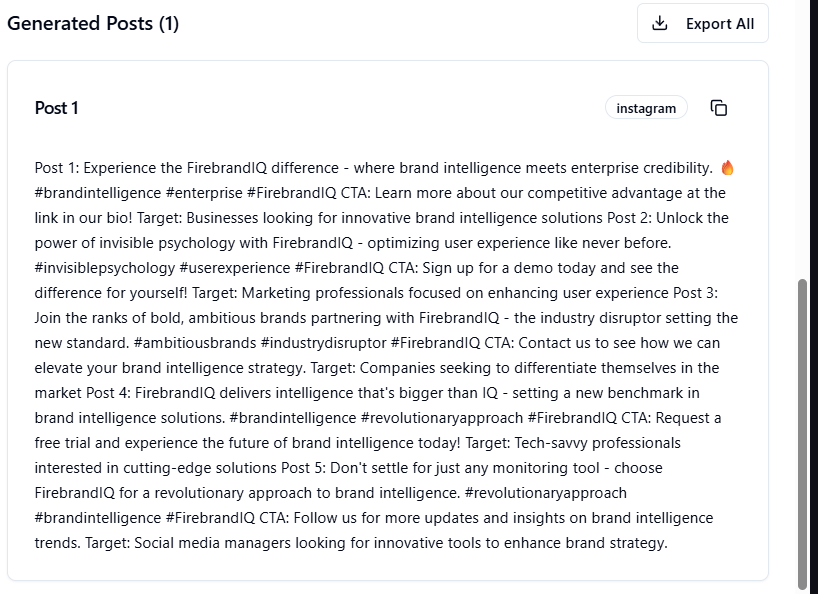 Generated Posts (1)
Export All
Post 1
instagram
Post 1: Experience the FirebrandIQ difference - where brand intelligence meets enterprise credibility. 🔥
#brandintelligence #enterprise #FirebrandIQ CTA: Learn more about our competitive advantage at the
link in our bio! Target: Businesses looking for innovative brand intelligence solutions Post 2: Unlock the
power of invisible psychology with FirebrandIQ - optimizing user experience like never before.
#invisiblepsychology #userexperience #FirebrandIQ CTA: Sign up for a demo today and see the
difference for yourself! Target: Marketing professionals focused on enhancing user experience Post 3:
Join the ranks of bold, ambitious brands partnering with FirebrandIQ - the industry disruptor setting the
new standard. #ambitiousbrands #industrydisruptor #FirebrandIQ CTA: Contact us to see how we can
elevate your brand intelligence strategy. Target: Companies seeking to differentiate themselves in the
market Post 4: FirebrandIQ delivers intelligence that's bigger than IQ - setting a new benchmark in
brand intelligence solutions. #brandintelligence #revolutionaryapproach #FirebrandIQ CTA: Request a
free trial and experience the future of brand intelligence today! Target: Tech-savvy professionals
interested in cutting-edge solutions Post 5: Don't settle for just any monitoring tool - choose
FirebrandIQ for a revolutionary approach to brand intelligence. #revolutionaryapproach
#brandintelligence #FirebrandIQ CTA: Follow us for more updates and insights on brand intelligence
trends. Target: Social media managers looking for innovative tools to enhance brand strategy.